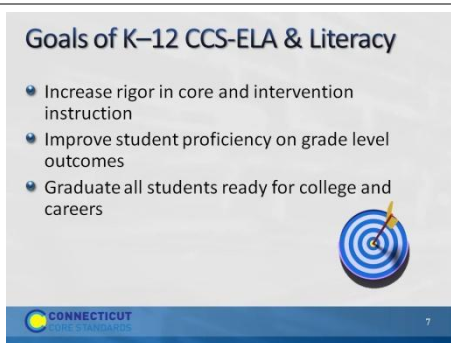 Goals of K–12 CCS-ELA & Literacy
Increase rigor in core and intervention
instruction
Improve student proficiency on grade level
outcomes
Graduate all students ready for college and
careers
CONNECTICUT
CORE STANDARDS
7